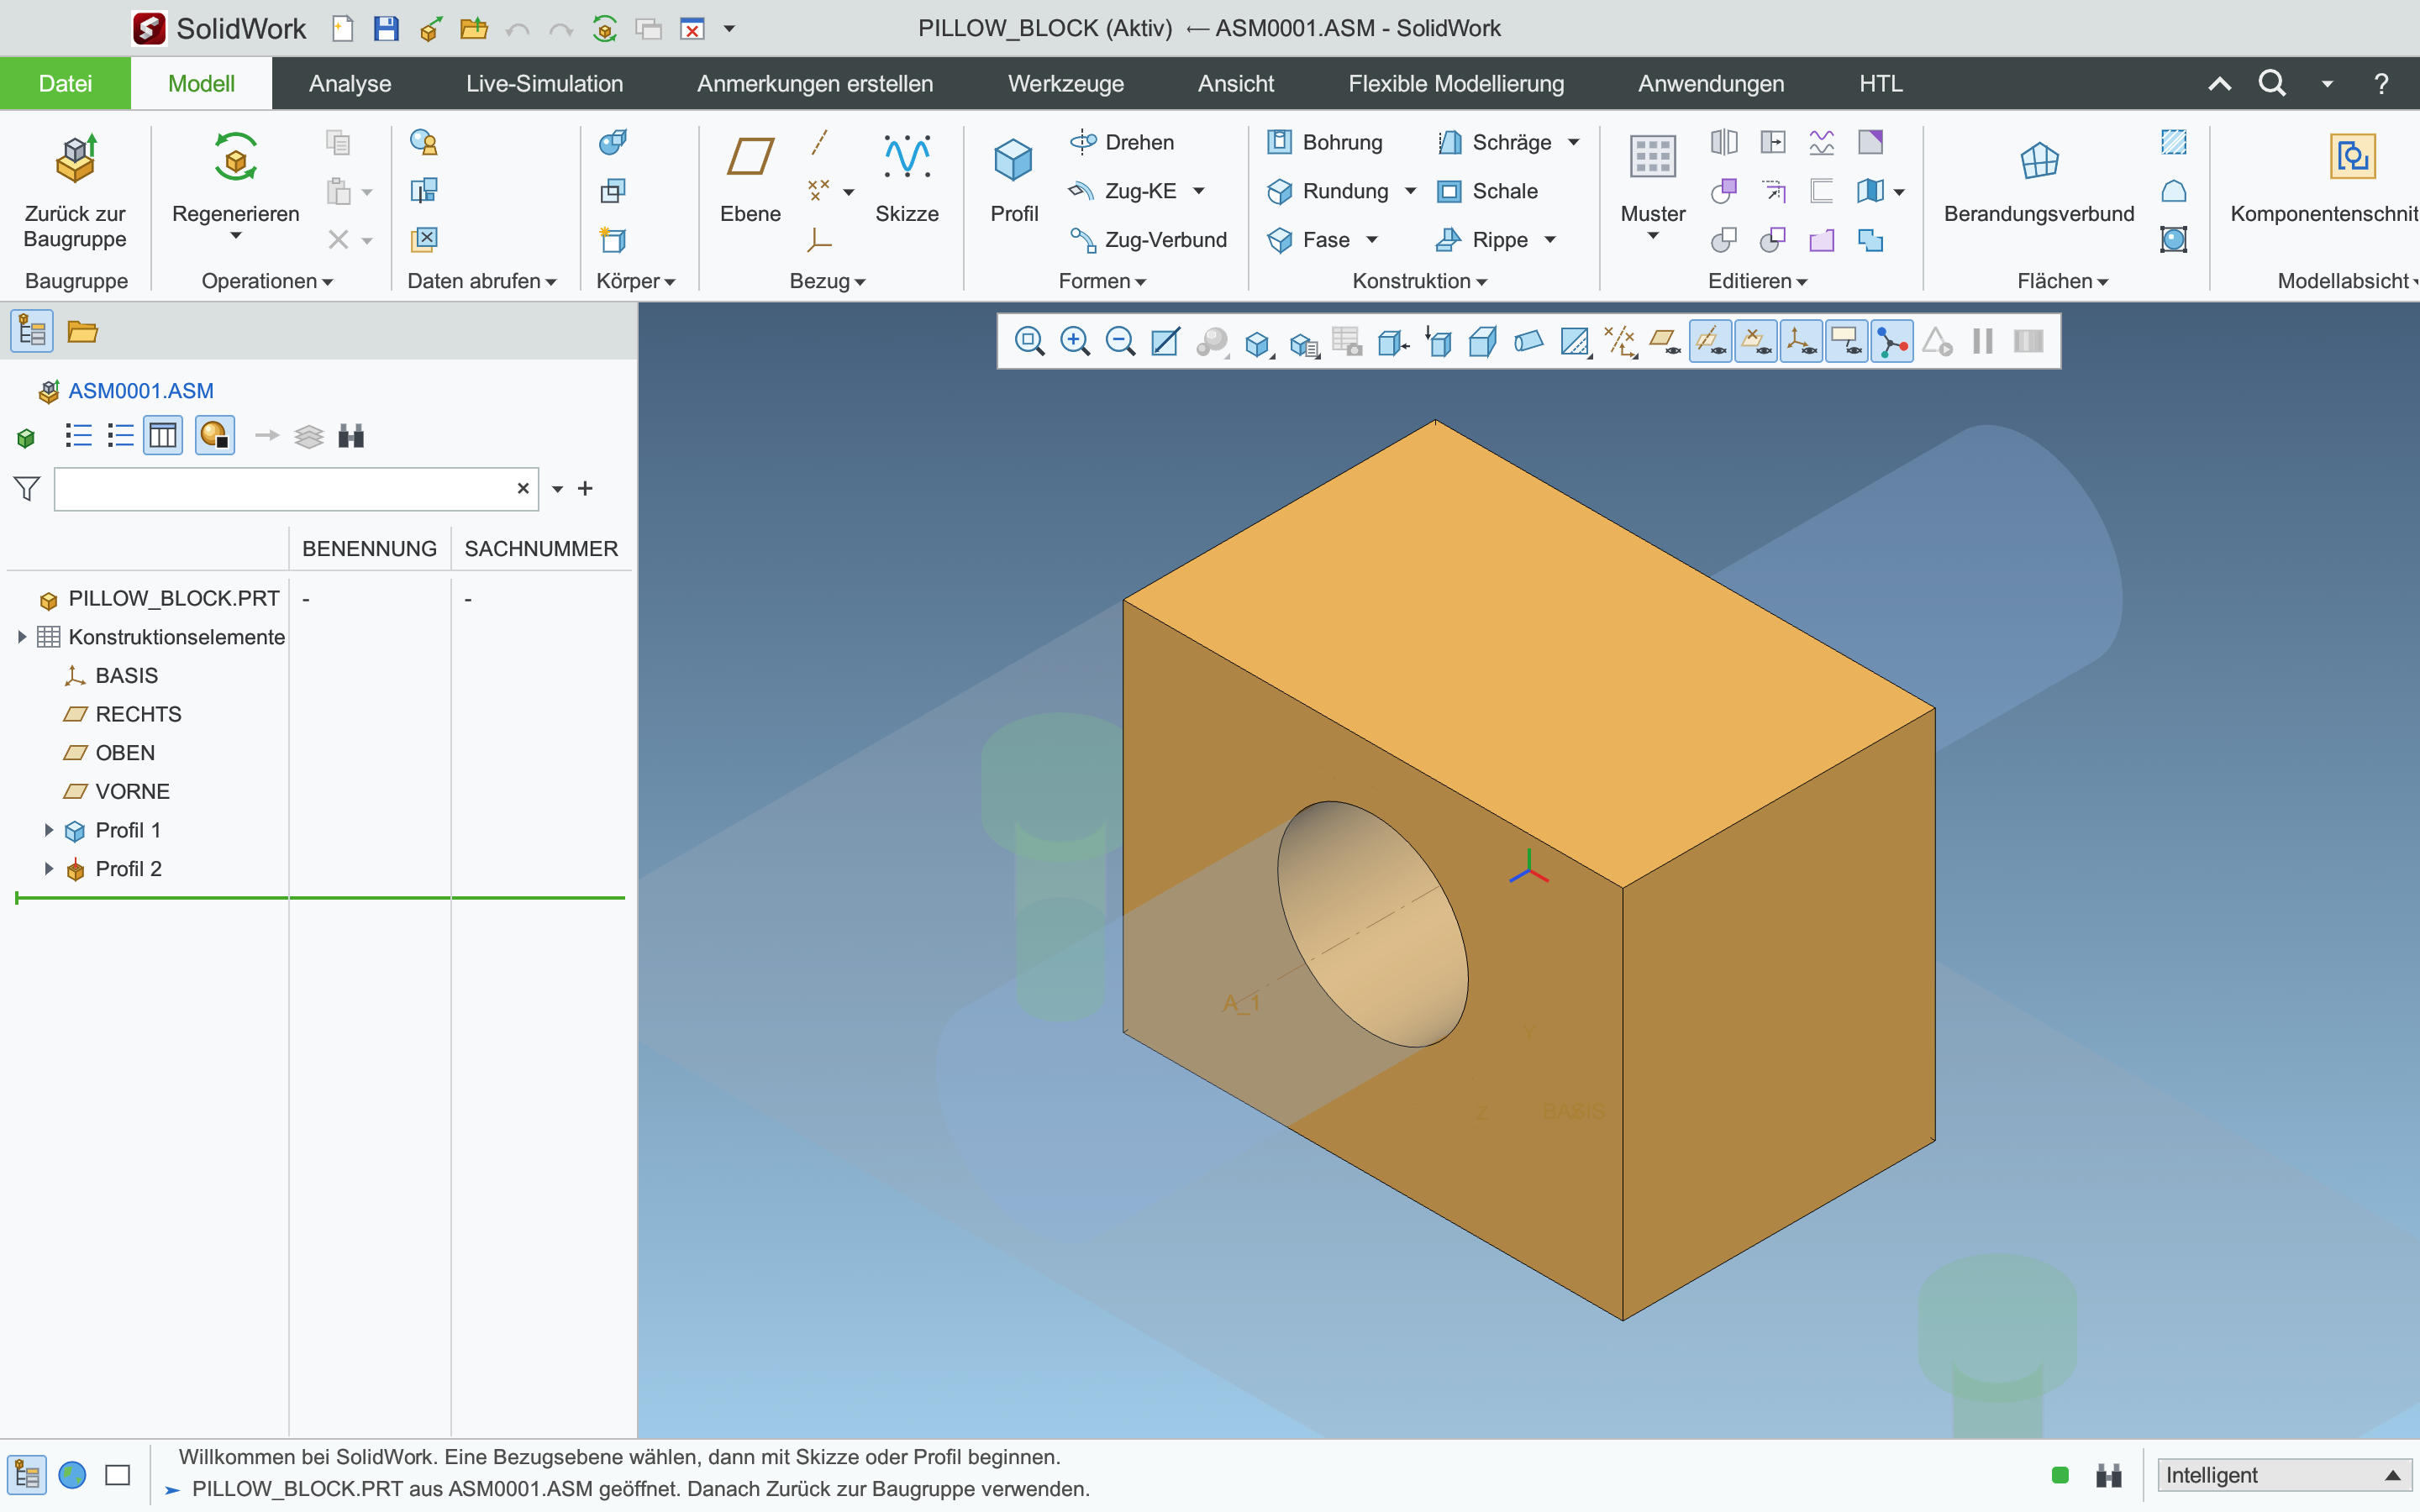 SolidWork
PILLOW_BLOCK (Aktiv) ← ASM0001.ASM - SolidWork
Datei Modell Analyse Live-Simulation Anmerkungen erstellen Werkzeuge Ansicht Flexible Modellierung Anwendungen HTL ?
Zurück zur
Baugruppe
Baugruppe
Regenerieren
Operationen
Daten abrufen
Körper
Ebene
Skizze
Bezug
Profil
Drehen
Zug-KE
Zug-Verbund
Formen
Bohrung
Rundung
Fase
Schräge
Schale
Rippe
Konstruktion
Muster
Editieren
Berandungsverbund
Flächen
Komponentenschnit
Modellabsicht
ASM0001.ASM
BENENNUNG SACHNUMMER
PILLOW_BLOCK.PRT - -
Konstruktionselemente
BASIS
RECHTS
OBEN
VORNE
Profil 1
Profil 2
A_1
Y
Z BASIS
Willkommen bei SolidWork. Eine Bezugsebene wählen, dann mit Skizze oder Profil beginnen.
PILLOW_BLOCK.PRT aus ASM0001.ASM geöffnet. Danach Zurück zur Baugruppe verwenden.
Intelligent